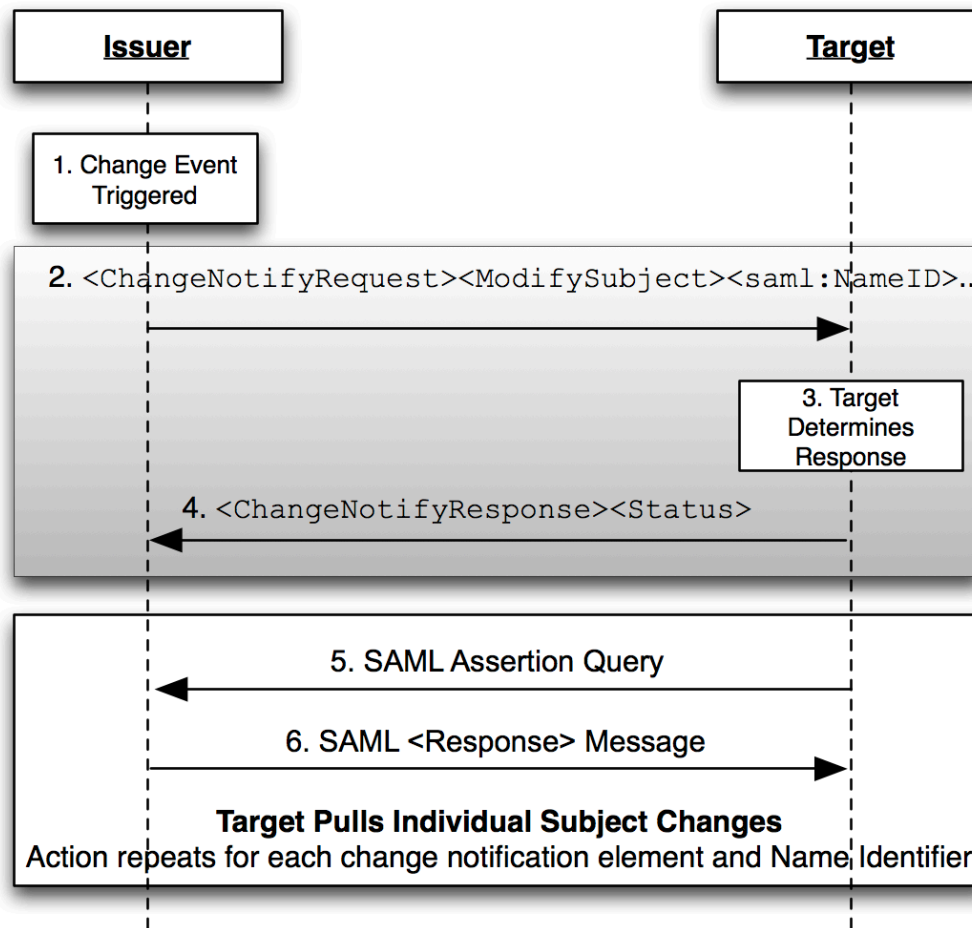 Issuer
Target
1. Change Event
Triggered
2. <ChangeNotifyRequest><ModifySubject><saml:NameID>..
3. Target
Determines
Response
4. <ChangeNotifyResponse><Status>
5. SAML Assertion Query
6. SAML <Response> Message
Target Pulls Individual Subject Changes
Action repeats for each change notification element and Name Identifier